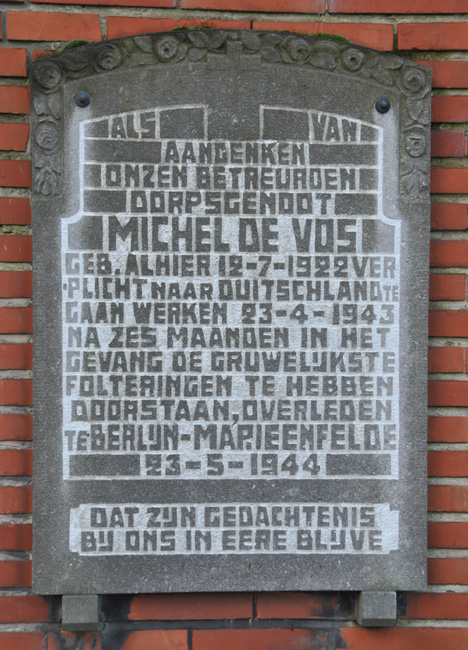 ALS VAN
AANGENKEN
ONZEN BETREURDEN
DORPSGENOOT
MICHEL DE VOS
GEB. ALHIER 12-7-1922 VER
PLICHT NAAR DUITSCHLAND TE
GAAN WERKEN 23-4-1943
NA ZES MAANDEN IN HET
GEVANG DE GRUWELIJKSTE
FOLTERINGEN TE HEBBEN
DOORSTAAN, OVERLEDEN
TE BERLIJN-MARIEENFELDE
23-5-1944
DAT ZIJN GEDACHTENIS
BIJ ONS IN EERE BLIJVE